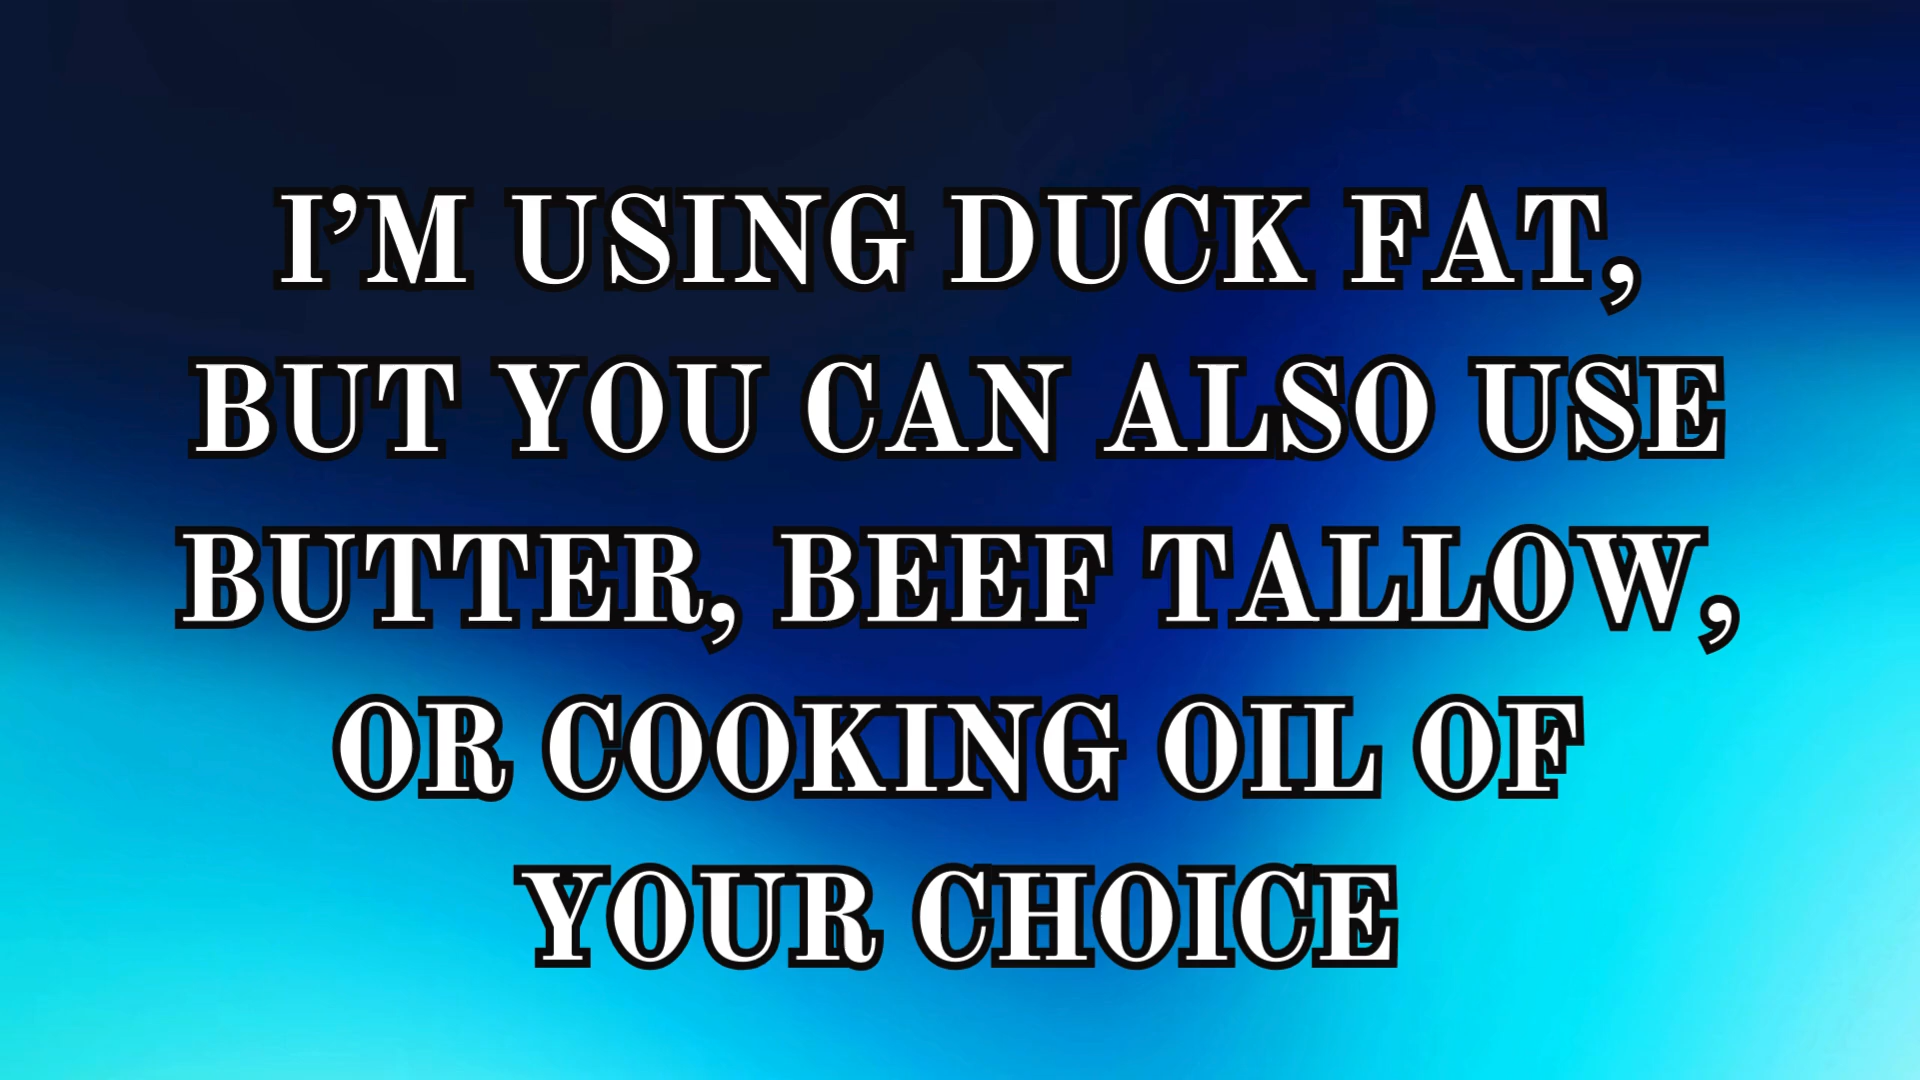 I’M USING DUCK FAT,
BUT YOU CAN ALSO USE
BUTTER, BEEF TALLOW,
OR COOKING OIL OF
YOUR CHOICE